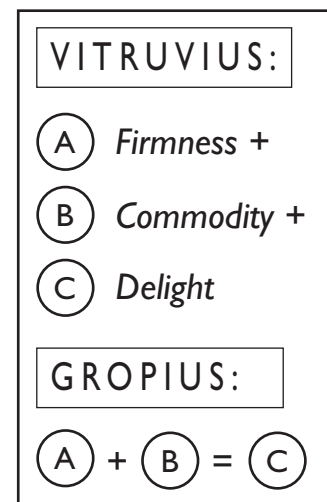 VITRUVIUS:
A Firmness +
B Commodity +
C Delight
GROPIUS:
A + B = C